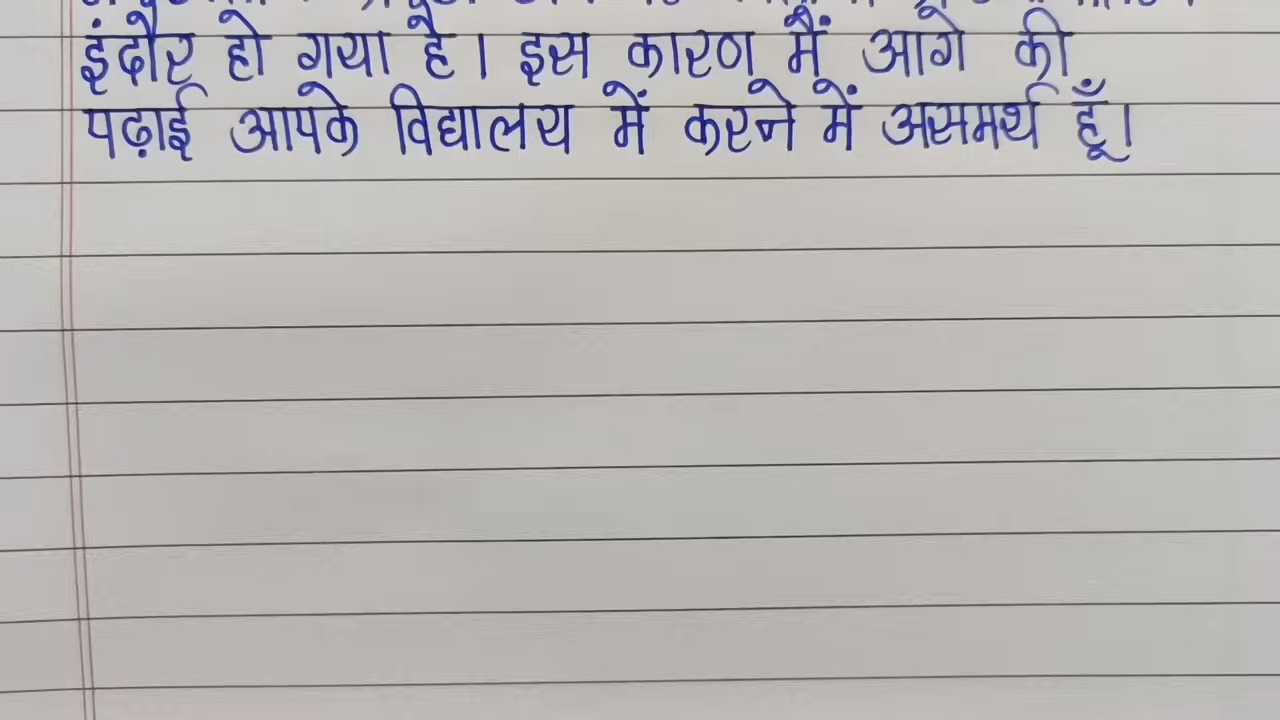 इंदौर हो गया है। इस कारण मैं आगे की
पढ़ाई आपके विद्यालय में करने में असमर्थ हूँ।